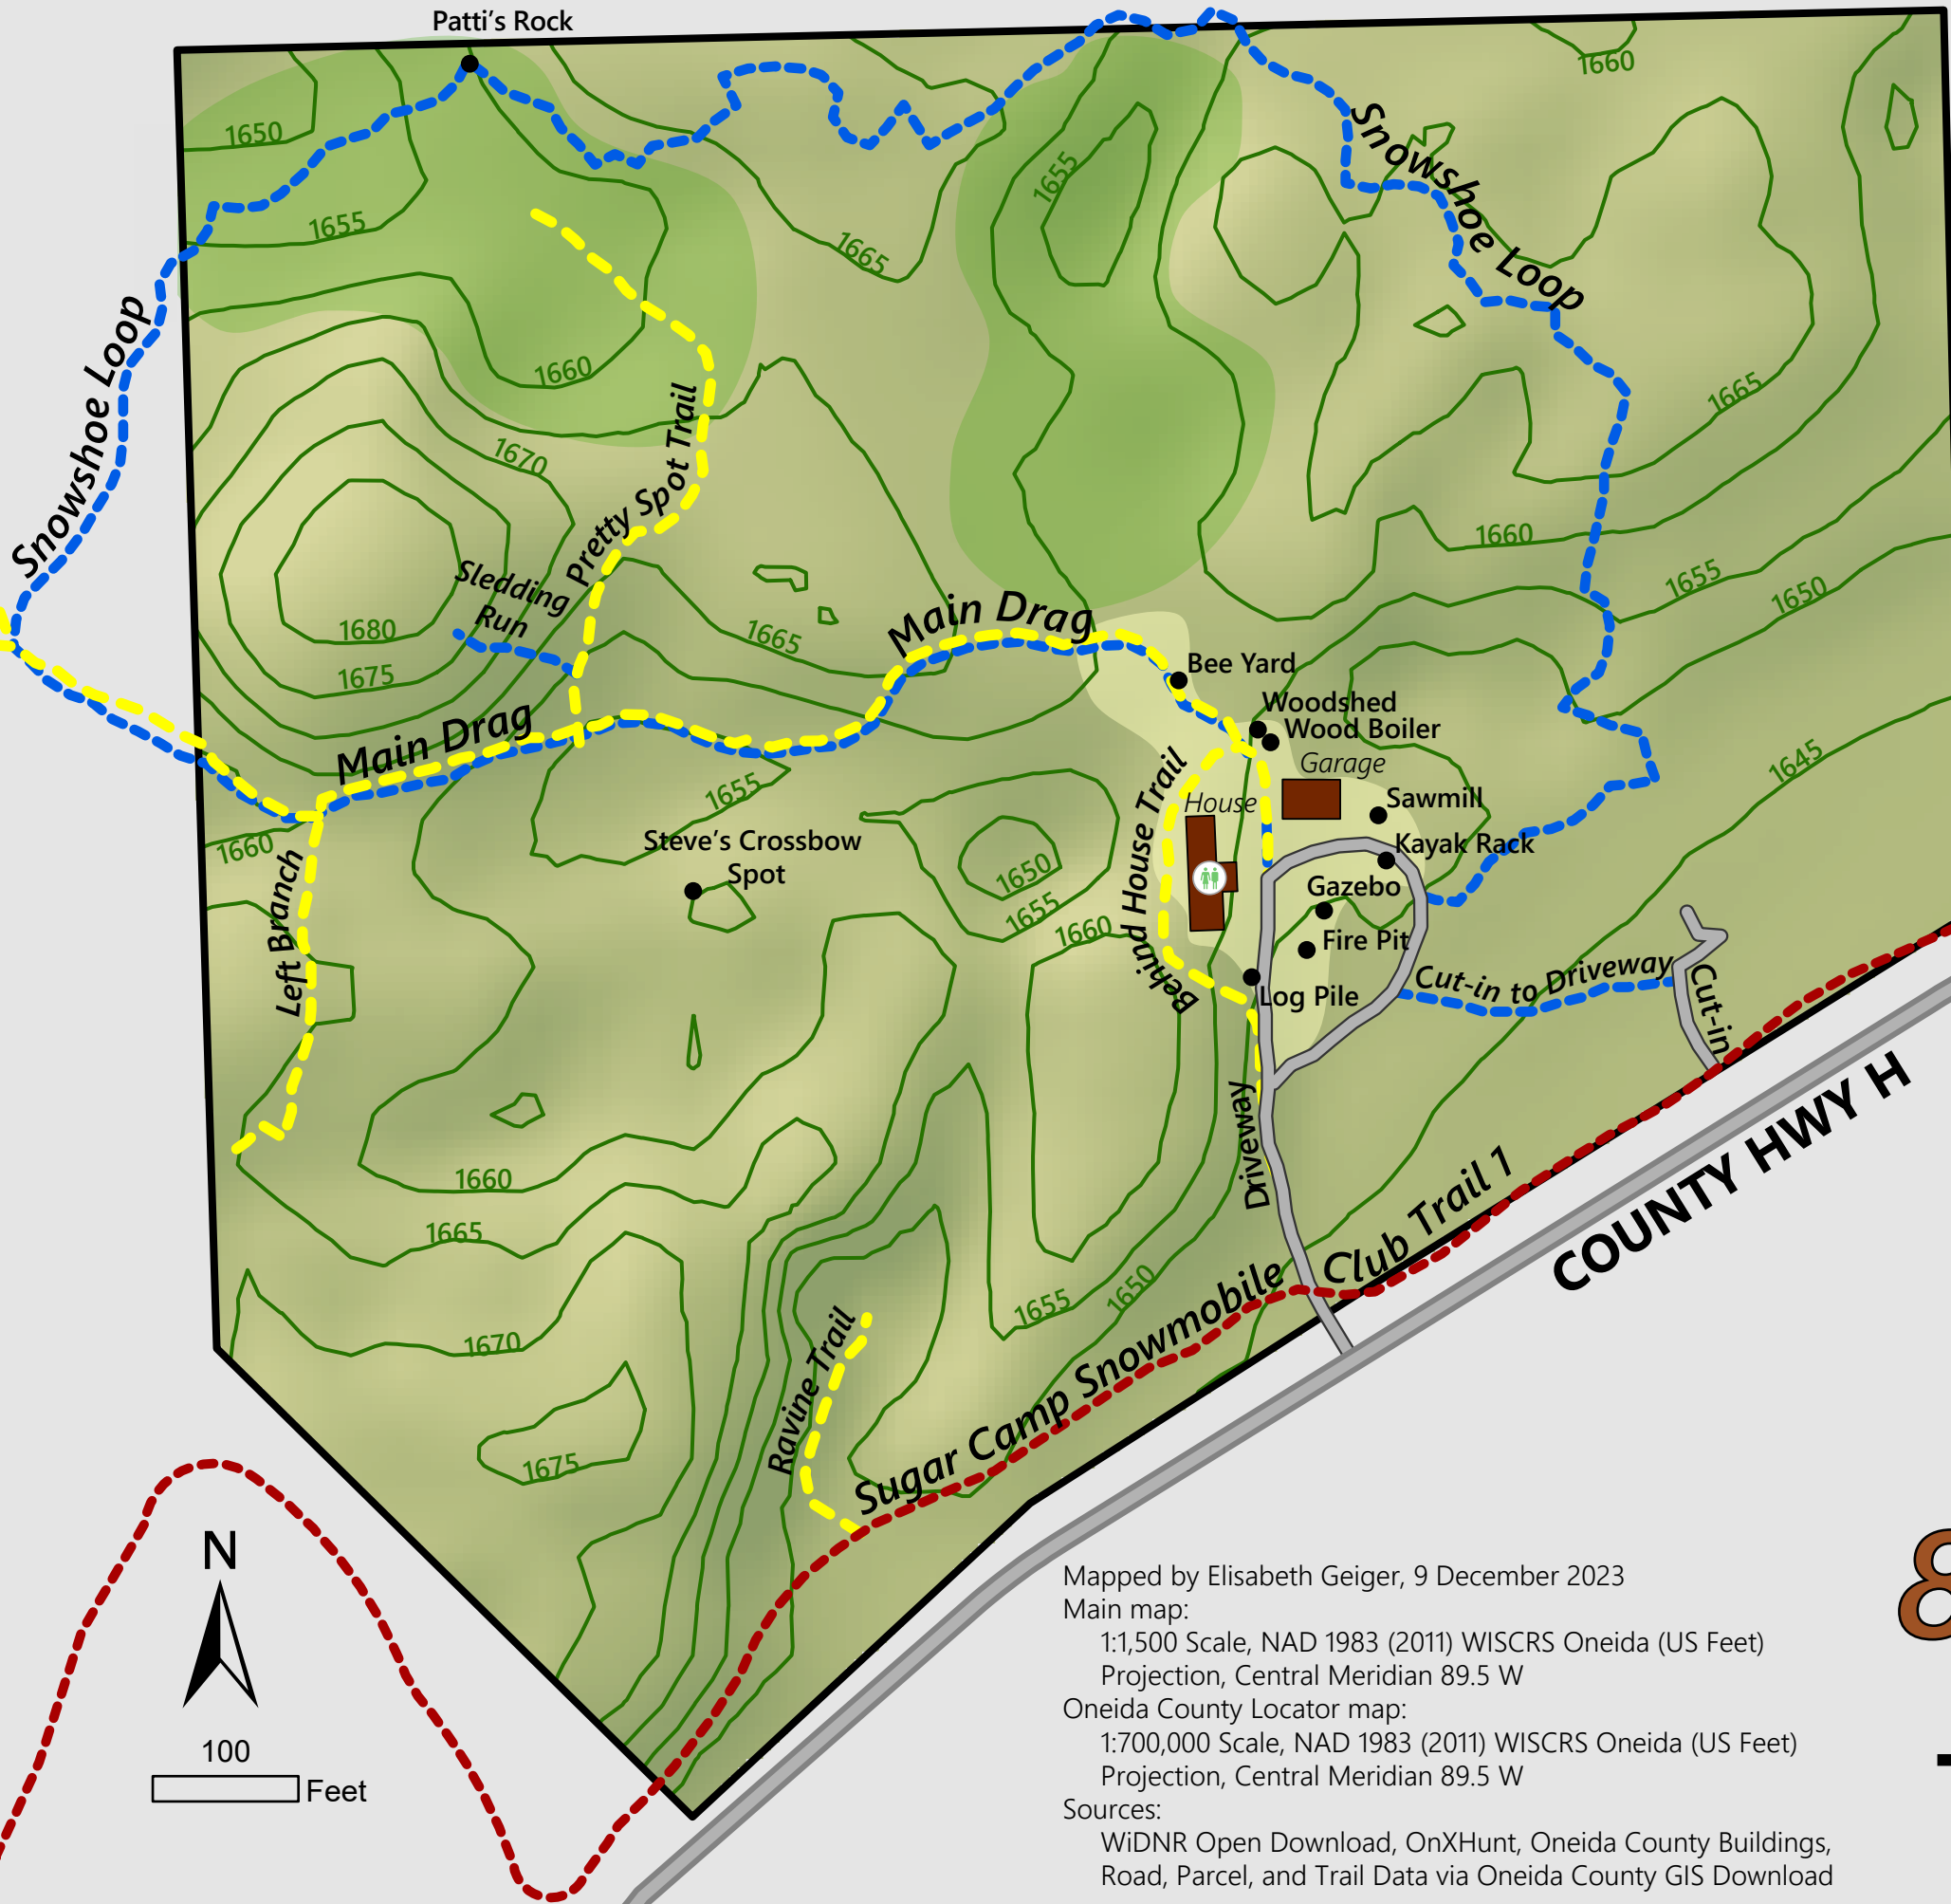 Patti's Rock
1660
1650
1655
1655
1665
Snowshoe Loop
Snowshoe Loop
1660
1670
Pretty Spot Trail
1665
1660
1655
1650
Sledding
Run
1680
1675
1665
Main Drag
Main Drag
Bee Yard
Woodshed
Wood Boiler
Garage
House
Sawmill
Kayak Rack
Gazebo
Fire Pit
Log Pile
Behind House Trail
1645
1655
1660
Steve's Crossbow
Spot
1650
1655
1660
Left Branch
Cut-in to Driveway
Cut-in
Driveway
1660
1665
1670
1675
1655
1650
Ravine Trail
Sugar Camp Snowmobile Club Trail 1
COUNTY HWY H
N
100
Feet
Mapped by Elisabeth Geiger, 9 December 2023
Main map:
1:1,500 Scale, NAD 1983 (2011) WISCRS Oneida (US Feet)
Projection, Central Meridian 89.5 W
Oneida County Locator map:
1:700,000 Scale, NAD 1983 (2011) WISCRS Oneida (US Feet)
Projection, Central Meridian 89.5 W
Sources:
WiDNR Open Download, OnXHunt, Oneida County Buildings,
Road, Parcel, and Trail Data via Oneida County GIS Download
8